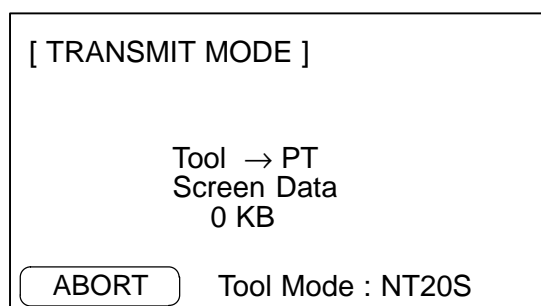 [ TRANSMIT MODE ]
Tool → PT
Screen Data
0 KB
ABORT Tool Mode : NT20S